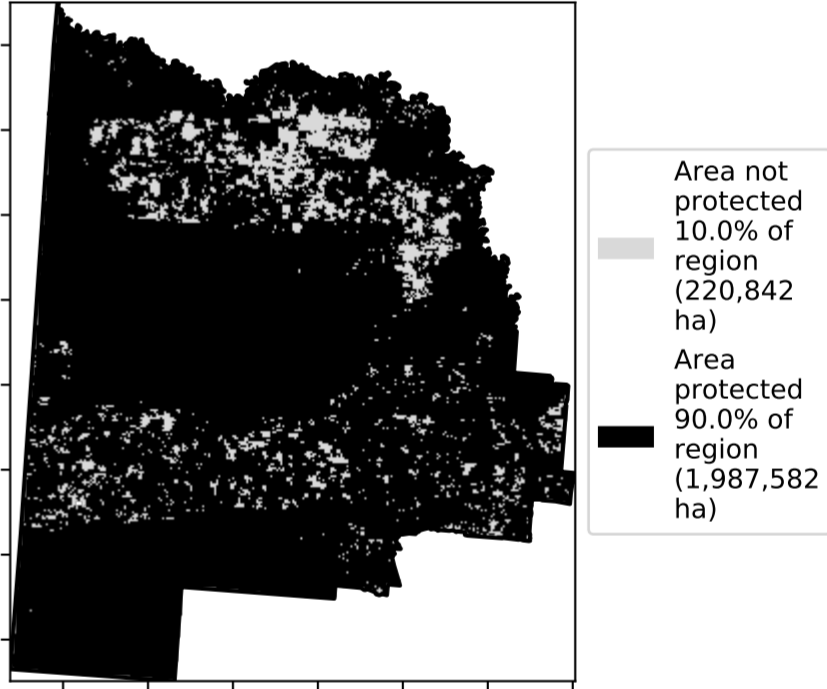 Area not
protected
10.0% of
region
(220,842
ha)
Area
protected
90.0% of
region
(1,987,582
ha)